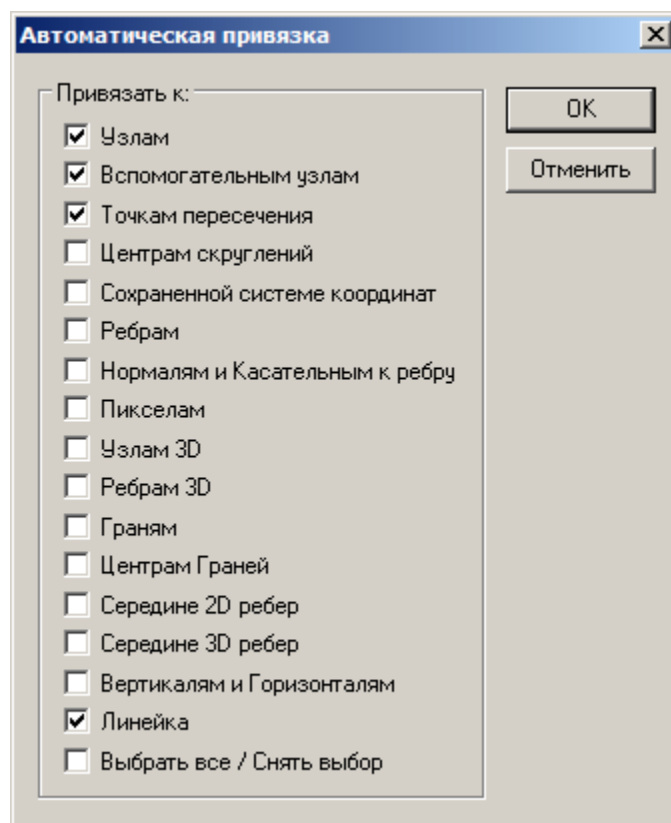 Автоматическая привязка
Привязать к:
Узлам
Вспомогательным узлам
Точкам пересечения
Центрам скруглений
Сохраненной системе координат
Ребрам
Нормалям и Касательным к ребру
Пикселам
Узлам 3D
Ребрам 3D
Граням
Центрам Граней
Середине 2D ребер
Середине 3D ребер
Вертикалям и Горизонталям
Линейка
Выбрать все / Снять выбор
OK
Отменить